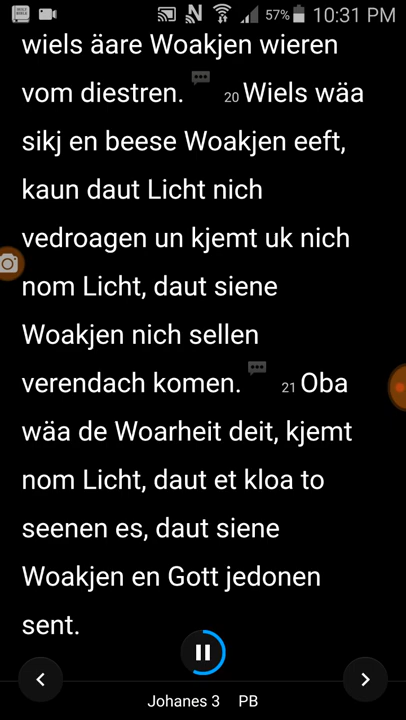 57% 10:31 PM
wiels äare Woakjen wieren
vom diestren. 20 Wiels wäa
sikj en beese Woakjen eeft,
kaun daut Licht nich
vedroagen un kjemt uk nich
nom Licht, daut siene
Woakjen nich sellen
verendach komen. 21 Oba
wäa de Woarheit deit, kjemt
nom Licht, daut et kloa to
seenen es, daut siene
Woakjen en Gott jedonen
sent.
Johanes 3 PB